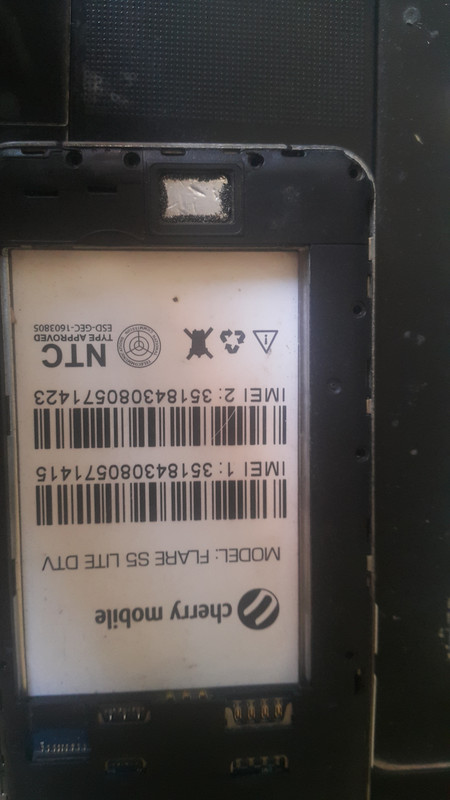 cherry mobile
MODEL: FLARE S5 LITE DTV
IMEI 1: 351843080571415
IMEI 2: 351843080571423
NTC
TYPE APPROVED
ESD-GEC-1603805